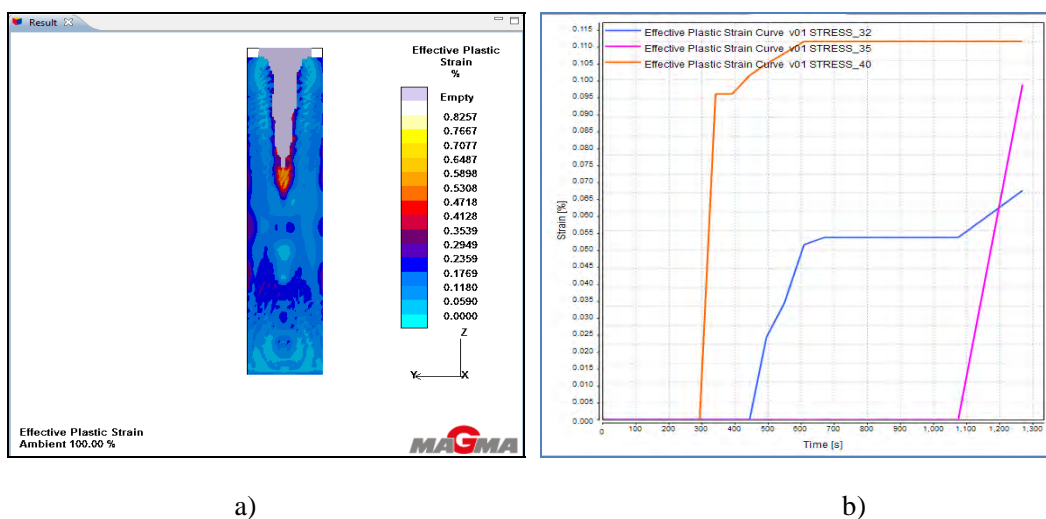 Result
Effective Plastic
Strain
%
Empty
0.8257
0.7667
0.7077
0.6487
0.5898
0.5308
0.4718
0.4128
0.3539
0.2949
0.2359
0.1769
0.1180
0.0590
0.0000
Z
Y
X
Effective Plastic Strain
Ambient 100.00 %
MAGMA
Effective Plastic Strain Curve v01 STRESS_32
Effective Plastic Strain Curve v01 STRESS_35
Effective Plastic Strain Curve v01 STRESS_40
0.115
0.110
0.105
0.100
0.095
0.090
0.085
0.080
0.075
0.070
0.065
0.060
0.055
0.050
0.045
0.040
0.035
0.030
0.025
0.020
0.015
0.010
0.005
0.000
Strain [%]
0 100 200 300 400 500 600 700 800 900 1,000 1,100 1,200 1,300
Time [s]
a)
b)